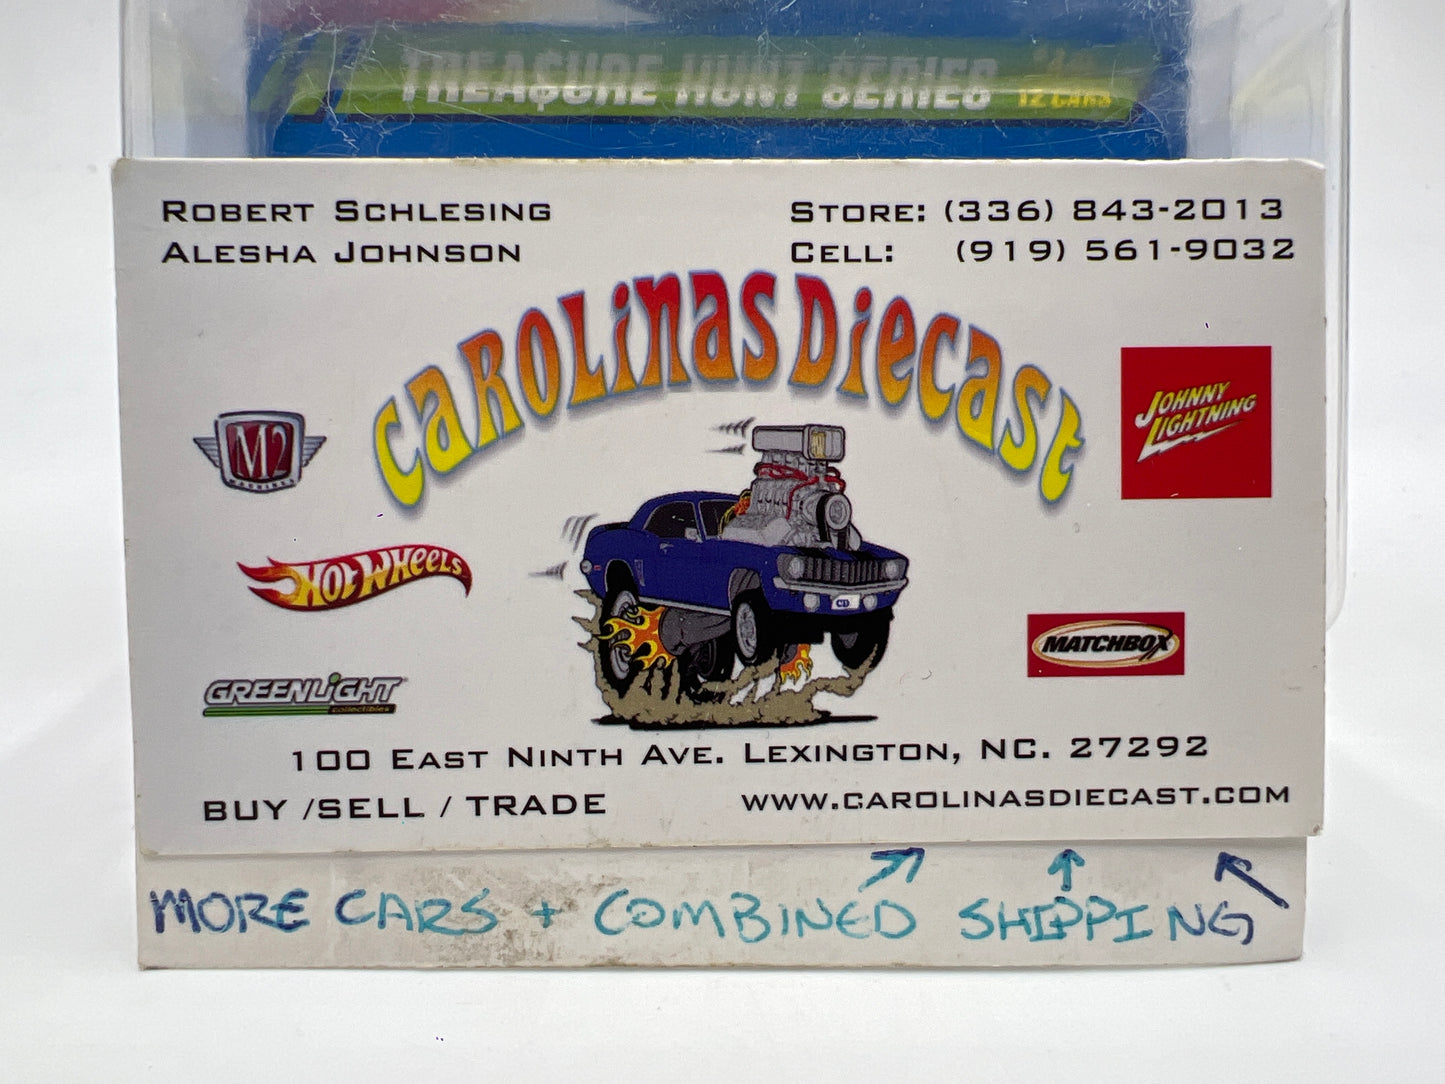 TREASURE HUNT SERIES
12 CARS
ROBERT SCHLESING
ALESHA JOHNSON
STORE: (336) 843-2013
CELL: (919) 561-9032
CAROLINAS DIECAST
M2
MACHINES
JOHNNY
LIGHTNING
HOT WHEELS
MATCHBOX
GREENLIGHT
collectibles
100 EAST NINTH AVE. LEXINGTON, NC. 27292
BUY /SELL / TRADE
WWW.CAROLINASDIECAST.COM
MORE CARS + COMBINED SHIPPING